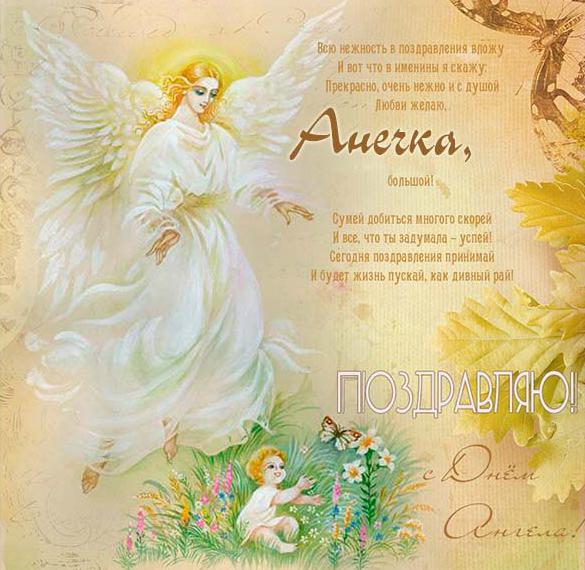 Всю нежность в поздравления вложу
И вот что в именины я скажу:
Прекрасно, очень нежно и с душой
Любви желаю,
Анечка,
большой!
Сумей добиться многого скорей
И все, что ты задумала – успей!
Сегодня поздравления принимай
И будет жизнь пускай, как дивный рай!
ПОЗДРАВЛЯЮ!
с Днём
Ангела.